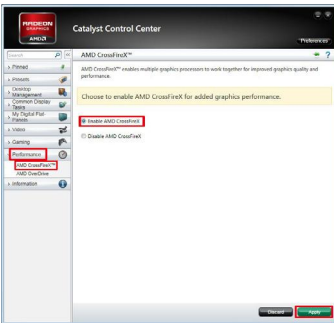 RADEON
GRAPHICS
AMD
Catalyst Control Center
Preferences
Search
AMD CrossFireX™
Pinned
Presets
Desktop
Management
Common Display
Tasks
My Digital Flat-
Panels
Video
Gaming
Performance
AMD CrossFireX™
AMD OverDrive
Information
AMD CrossFireX™ enables multiple graphics processors to work together for improved graphics quality and
performance.
Choose to enable AMD CrossFireX for added graphics performance.
Enable AMD CrossFireX
Disable AMD CrossFireX
Discard
Apply